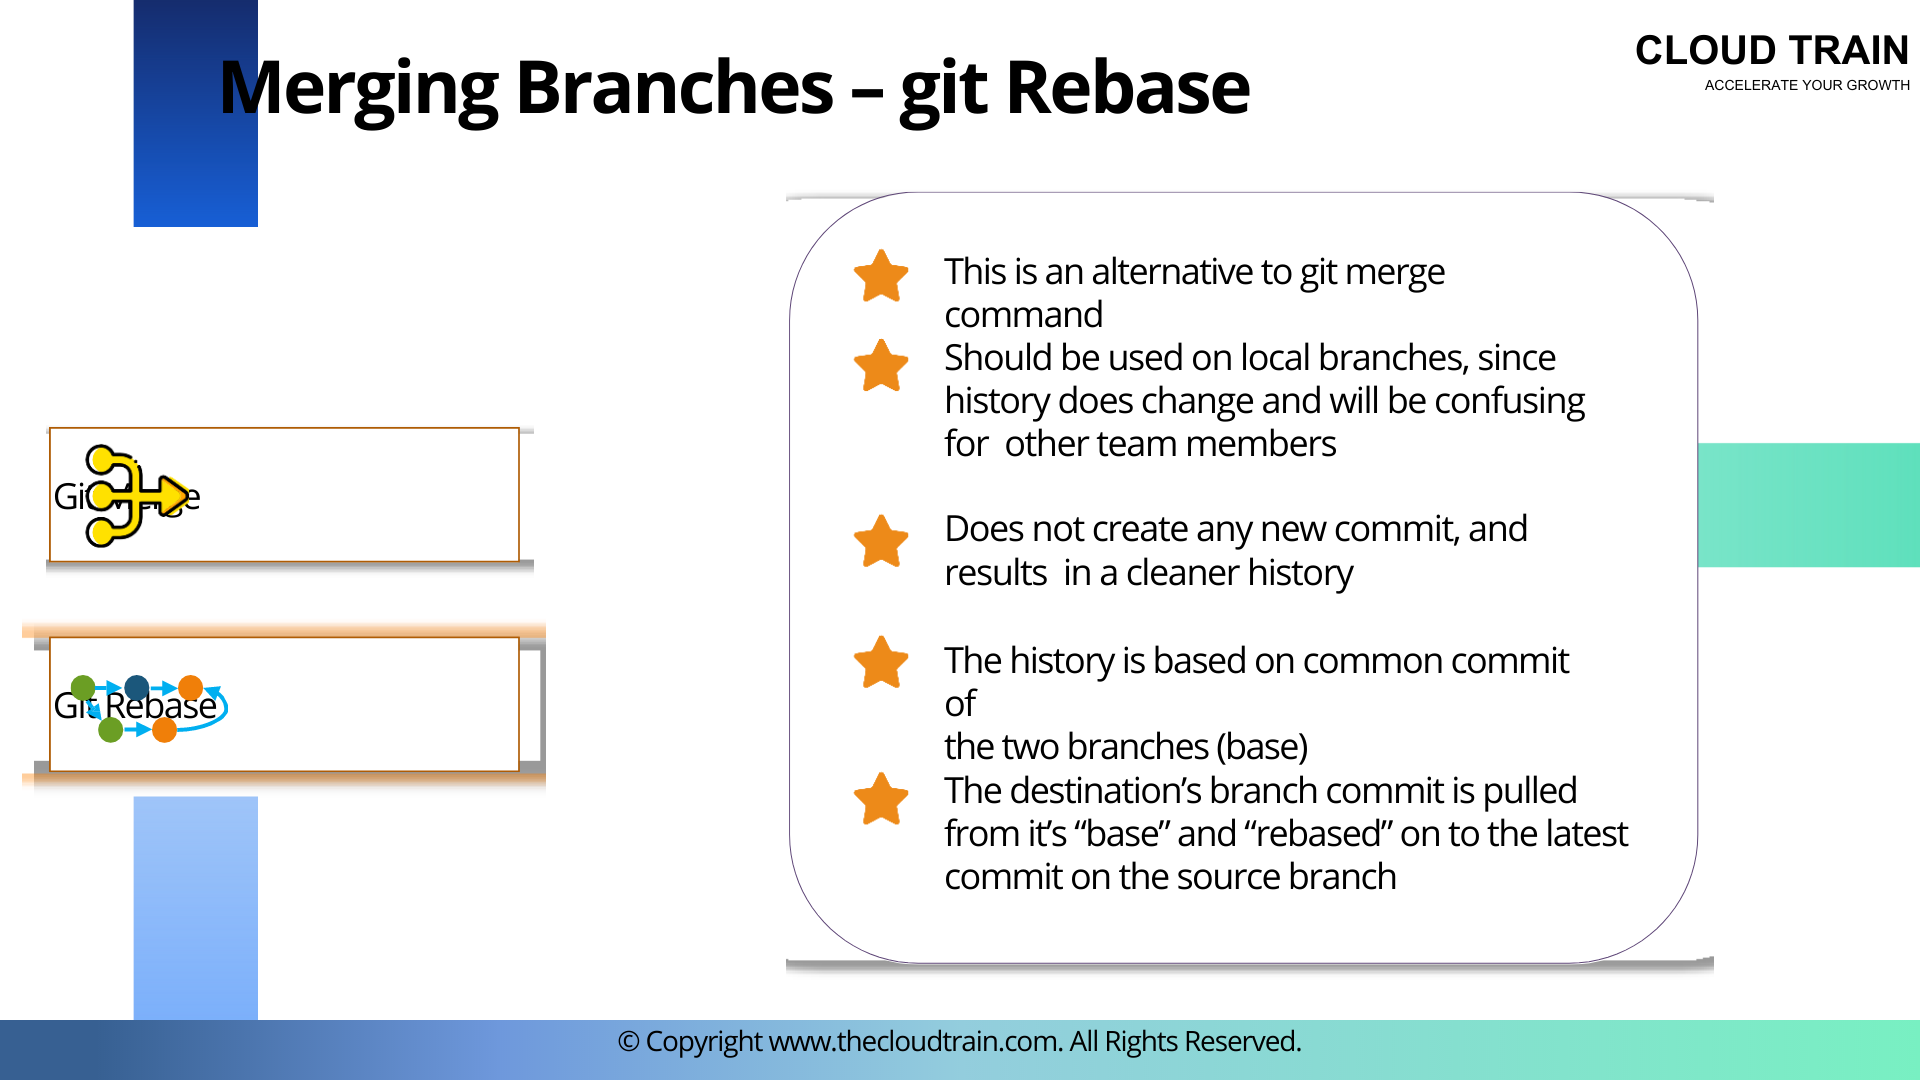 Merging Branches – git Rebase
CLOUD TRAIN
ACCELERATE YOUR GROWTH
This is an alternative to git merge
command
Should be used on local branches, since
history does change and will be confusing
for other team members
Git Merge
Does not create any new commit, and
results in a cleaner history
Git Rebase
The history is based on common commit
of
the two branches (base)
The destination’s branch commit is pulled
from it’s “base” and “rebased” on to the latest
commit on the source branch
© Copyright www.thecloudtrain.com. All Rights Reserved.